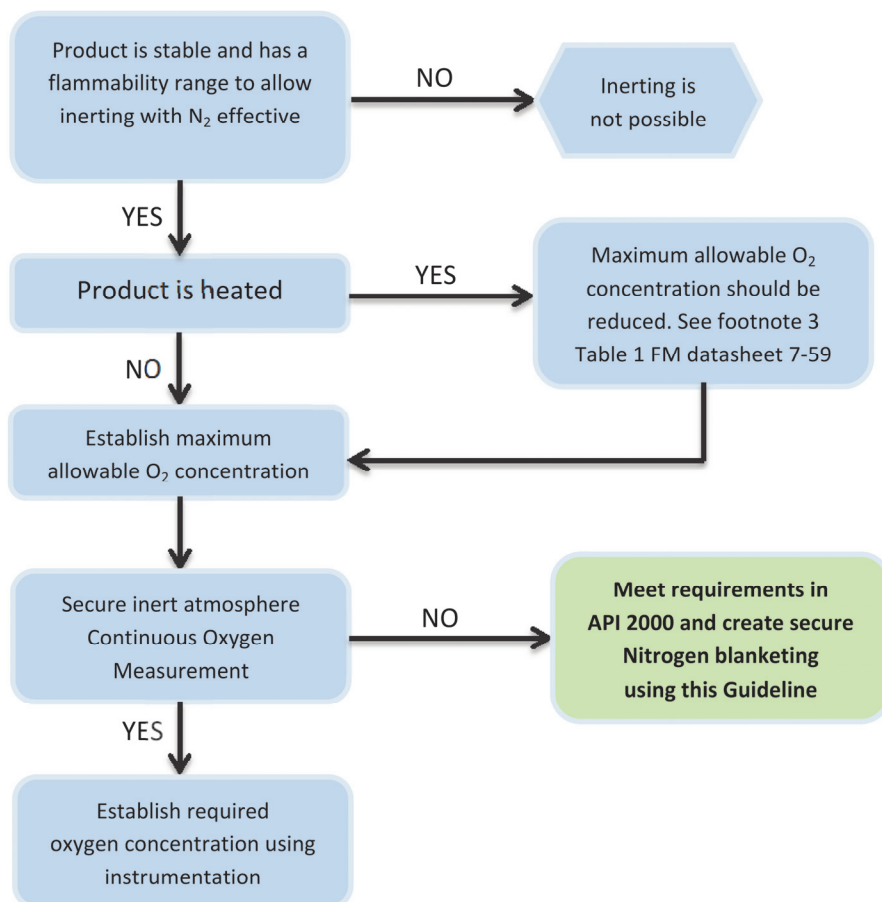 Product is stable and has a
flammability range to allow
inerting with N₂ effective
NO
Inerting is
not possible
YES
Product is heated
YES
Maximum allowable O₂
concentration should be
reduced. See footnote 3
Table 1 FM datasheet 7-59
NO
Establish maximum
allowable O₂ concentration
Secure inert atmosphere
Continuous Oxygen
Measurement
NO
Meet requirements in
API 2000 and create secure
Nitrogen blanketing
using this Guideline
YES
Establish required
oxygen concentration using
instrumentation